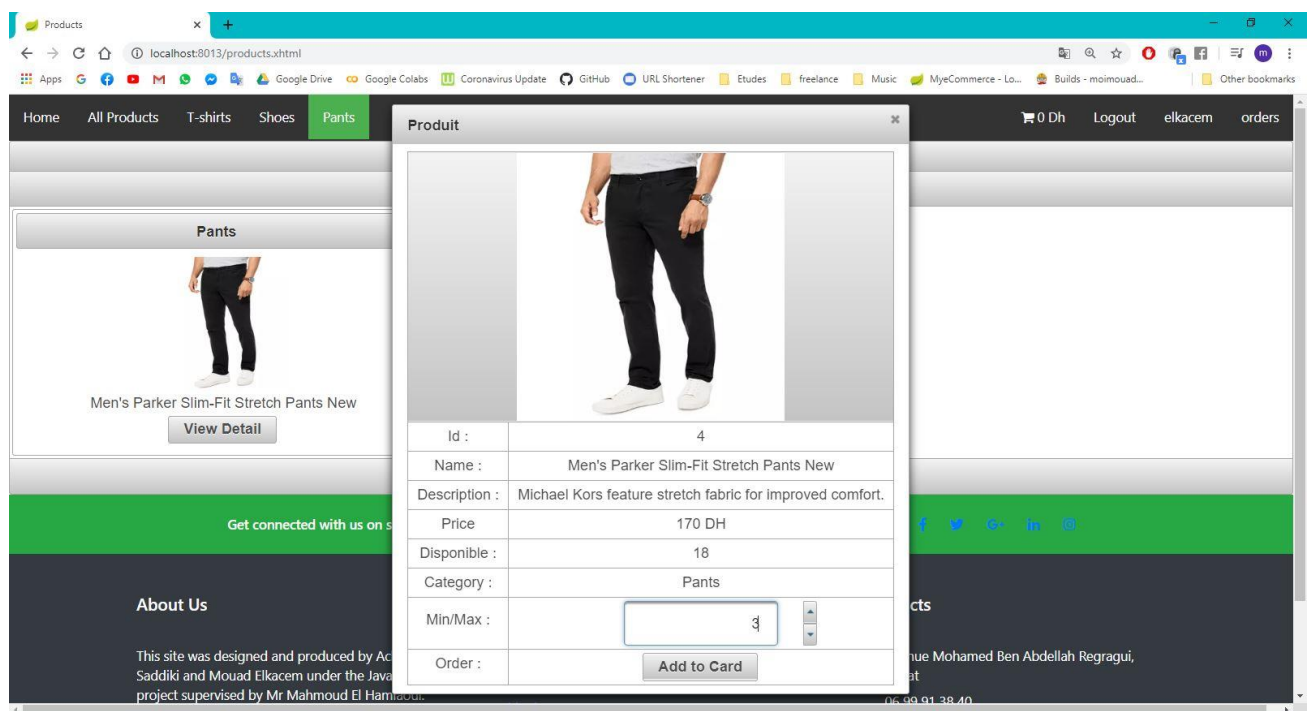 Products
localhost:8013/products.xhtml
Apps Google Drive Google Colabs Coronavirus Update GitHub URL Shortener Etudes freelance Music MyeCommerce - Lo... Builds - moimouad... Other bookmarks
Home All Products T-shirts Shoes Pants 0 Dh Logout elkacem orders
Produit
Pants
Men's Parker Slim-Fit Stretch Pants New
View Detail
Id : 4
Name : Men's Parker Slim-Fit Stretch Pants New
Description : Michael Kors feature stretch fabric for improved comfort.
Price 170 DH
Disponible : 18
Category : Pants
Min/Max : 3
Order : Add to Card
Get connected with us on s
About Us
This site was designed and produced by Ac
Saddiki and Mouad Elkacem under the Java
project supervised by Mr Mahmoud El Hamlaoui.
cts
nue Mohamed Ben Abdellah Regragui,
at
06 99 91 38 40